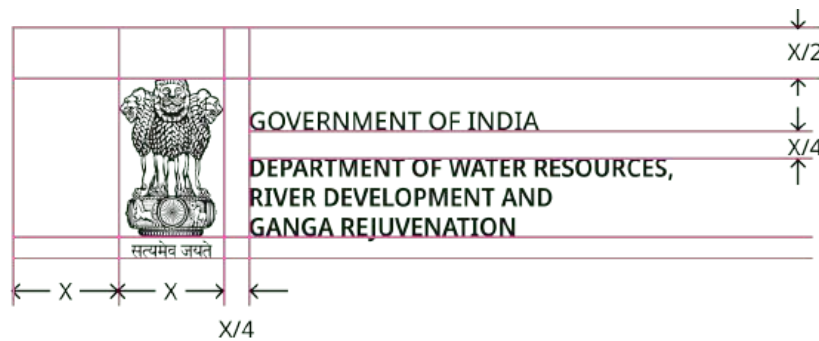 X/2
GOVERNMENT OF INDIA
X/4
DEPARTMENT OF WATER RESOURCES,
RIVER DEVELOPMENT AND
GANGA REJUVENATION
सत्यमेव जयते
X X
X/4